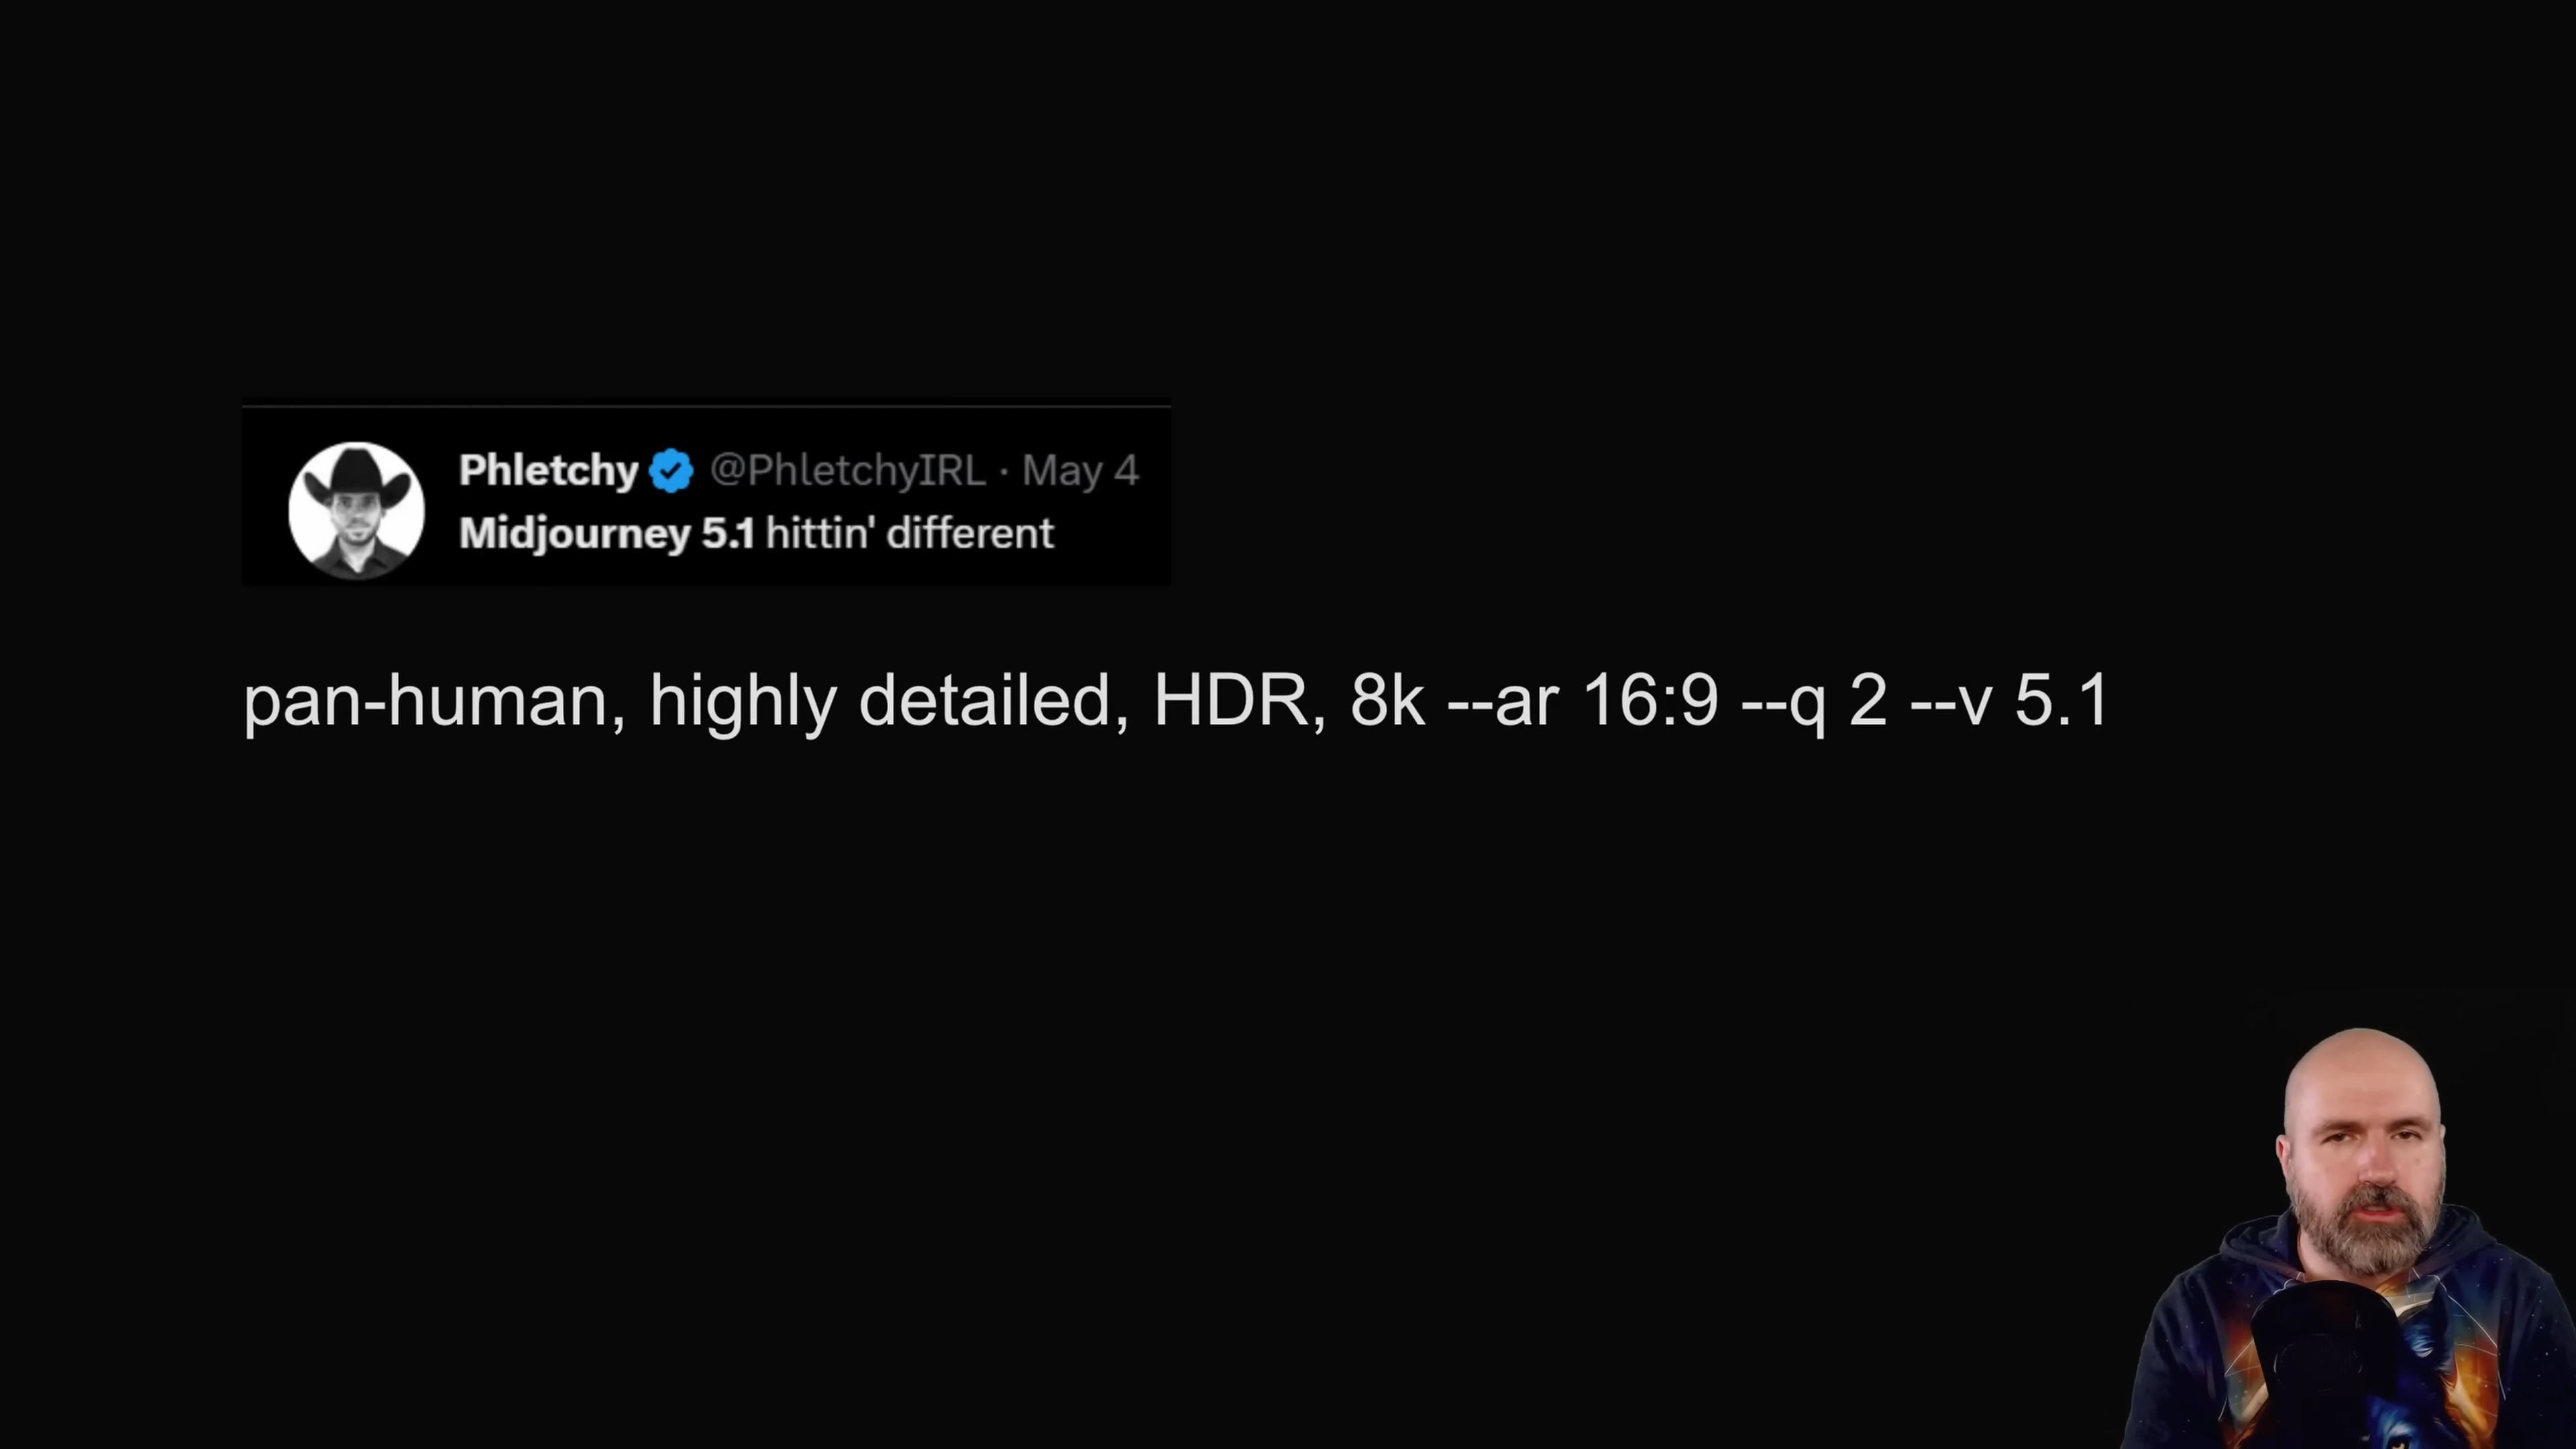 Phletchy @PhletchyIRL · May 4
Midjourney 5.1 hittin' different
pan-human, highly detailed, HDR, 8k --ar 16:9 --q 2 --v 5.1